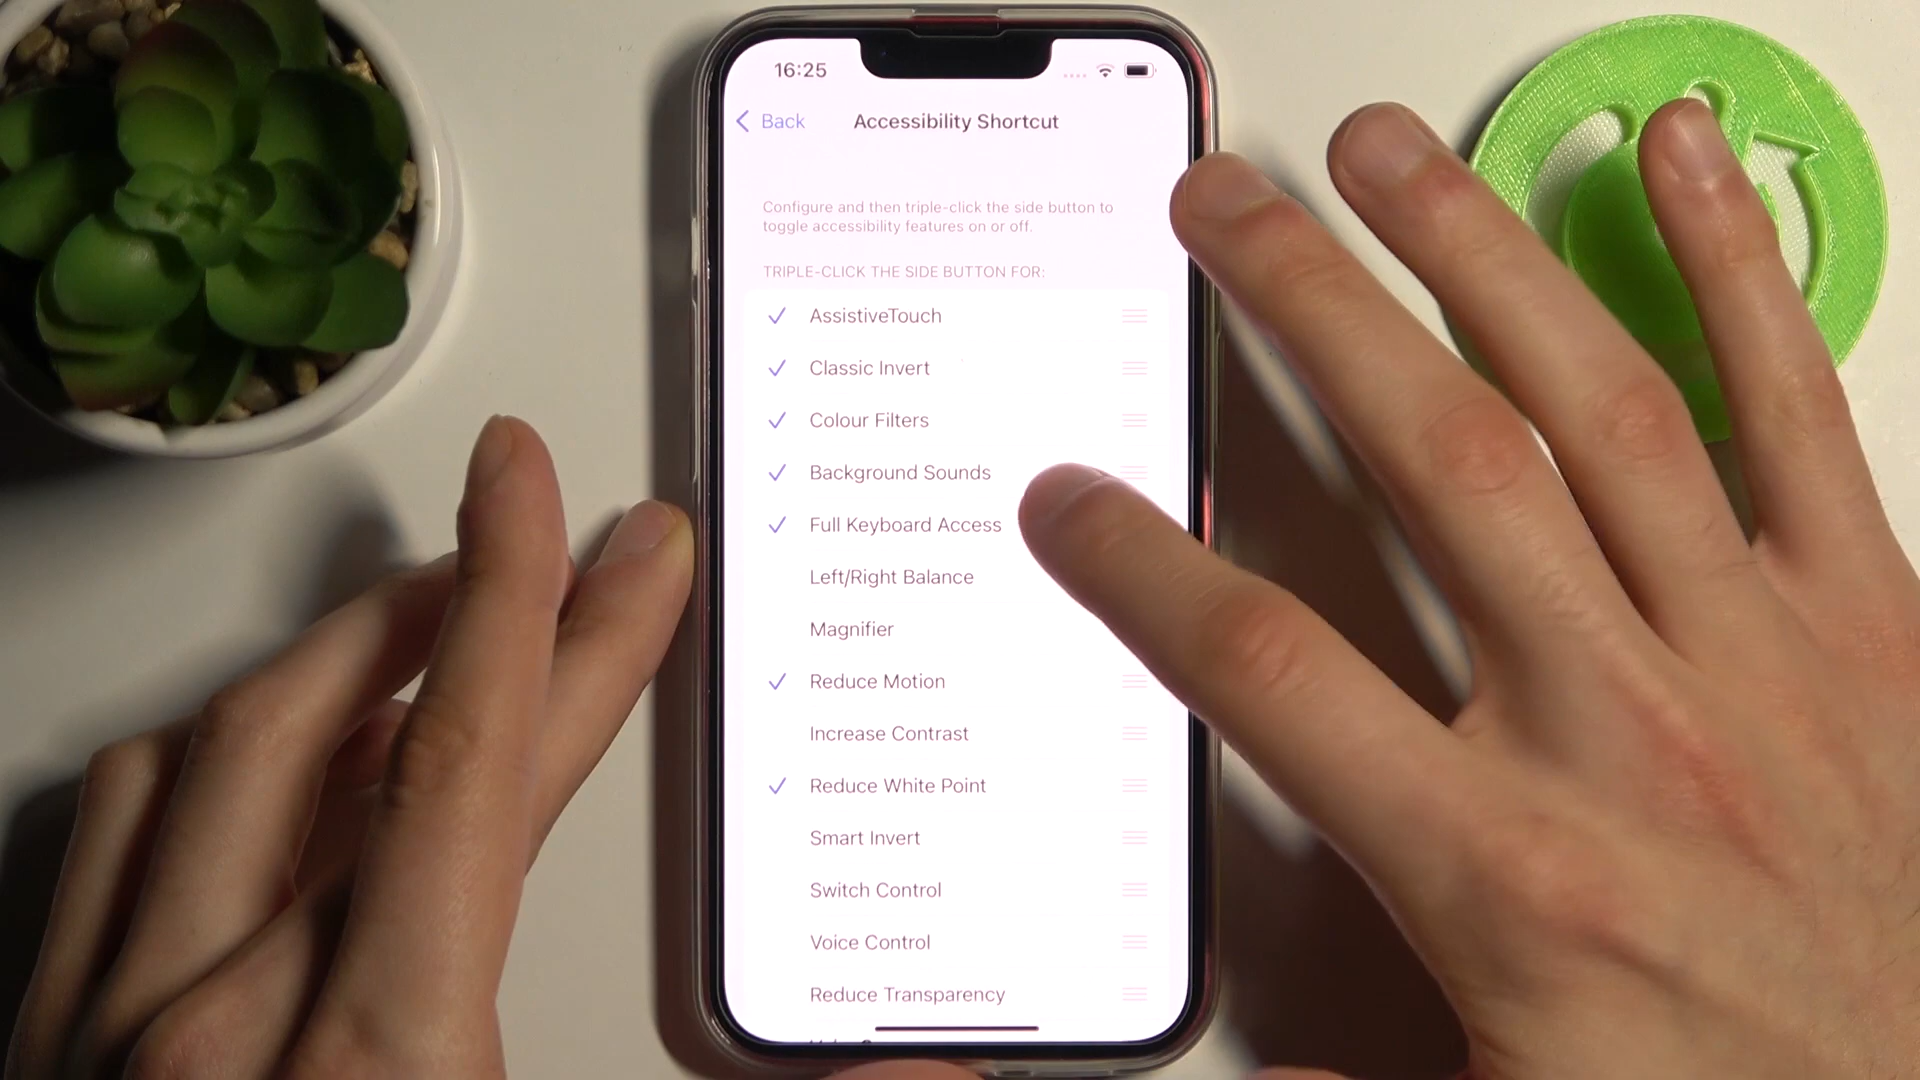 16:25
Back
Accessibility Shortcut
Configure and then triple-click the side button to
toggle accessibility features on or off.
TRIPLE-CLICK THE SIDE BUTTON FOR:
AssistiveTouch
Classic Invert
Colour Filters
Background Sounds
Full Keyboard Access
Left/Right Balance
Magnifier
Reduce Motion
Increase Contrast
Reduce White Point
Smart Invert
Switch Control
Voice Control
Reduce Transparency